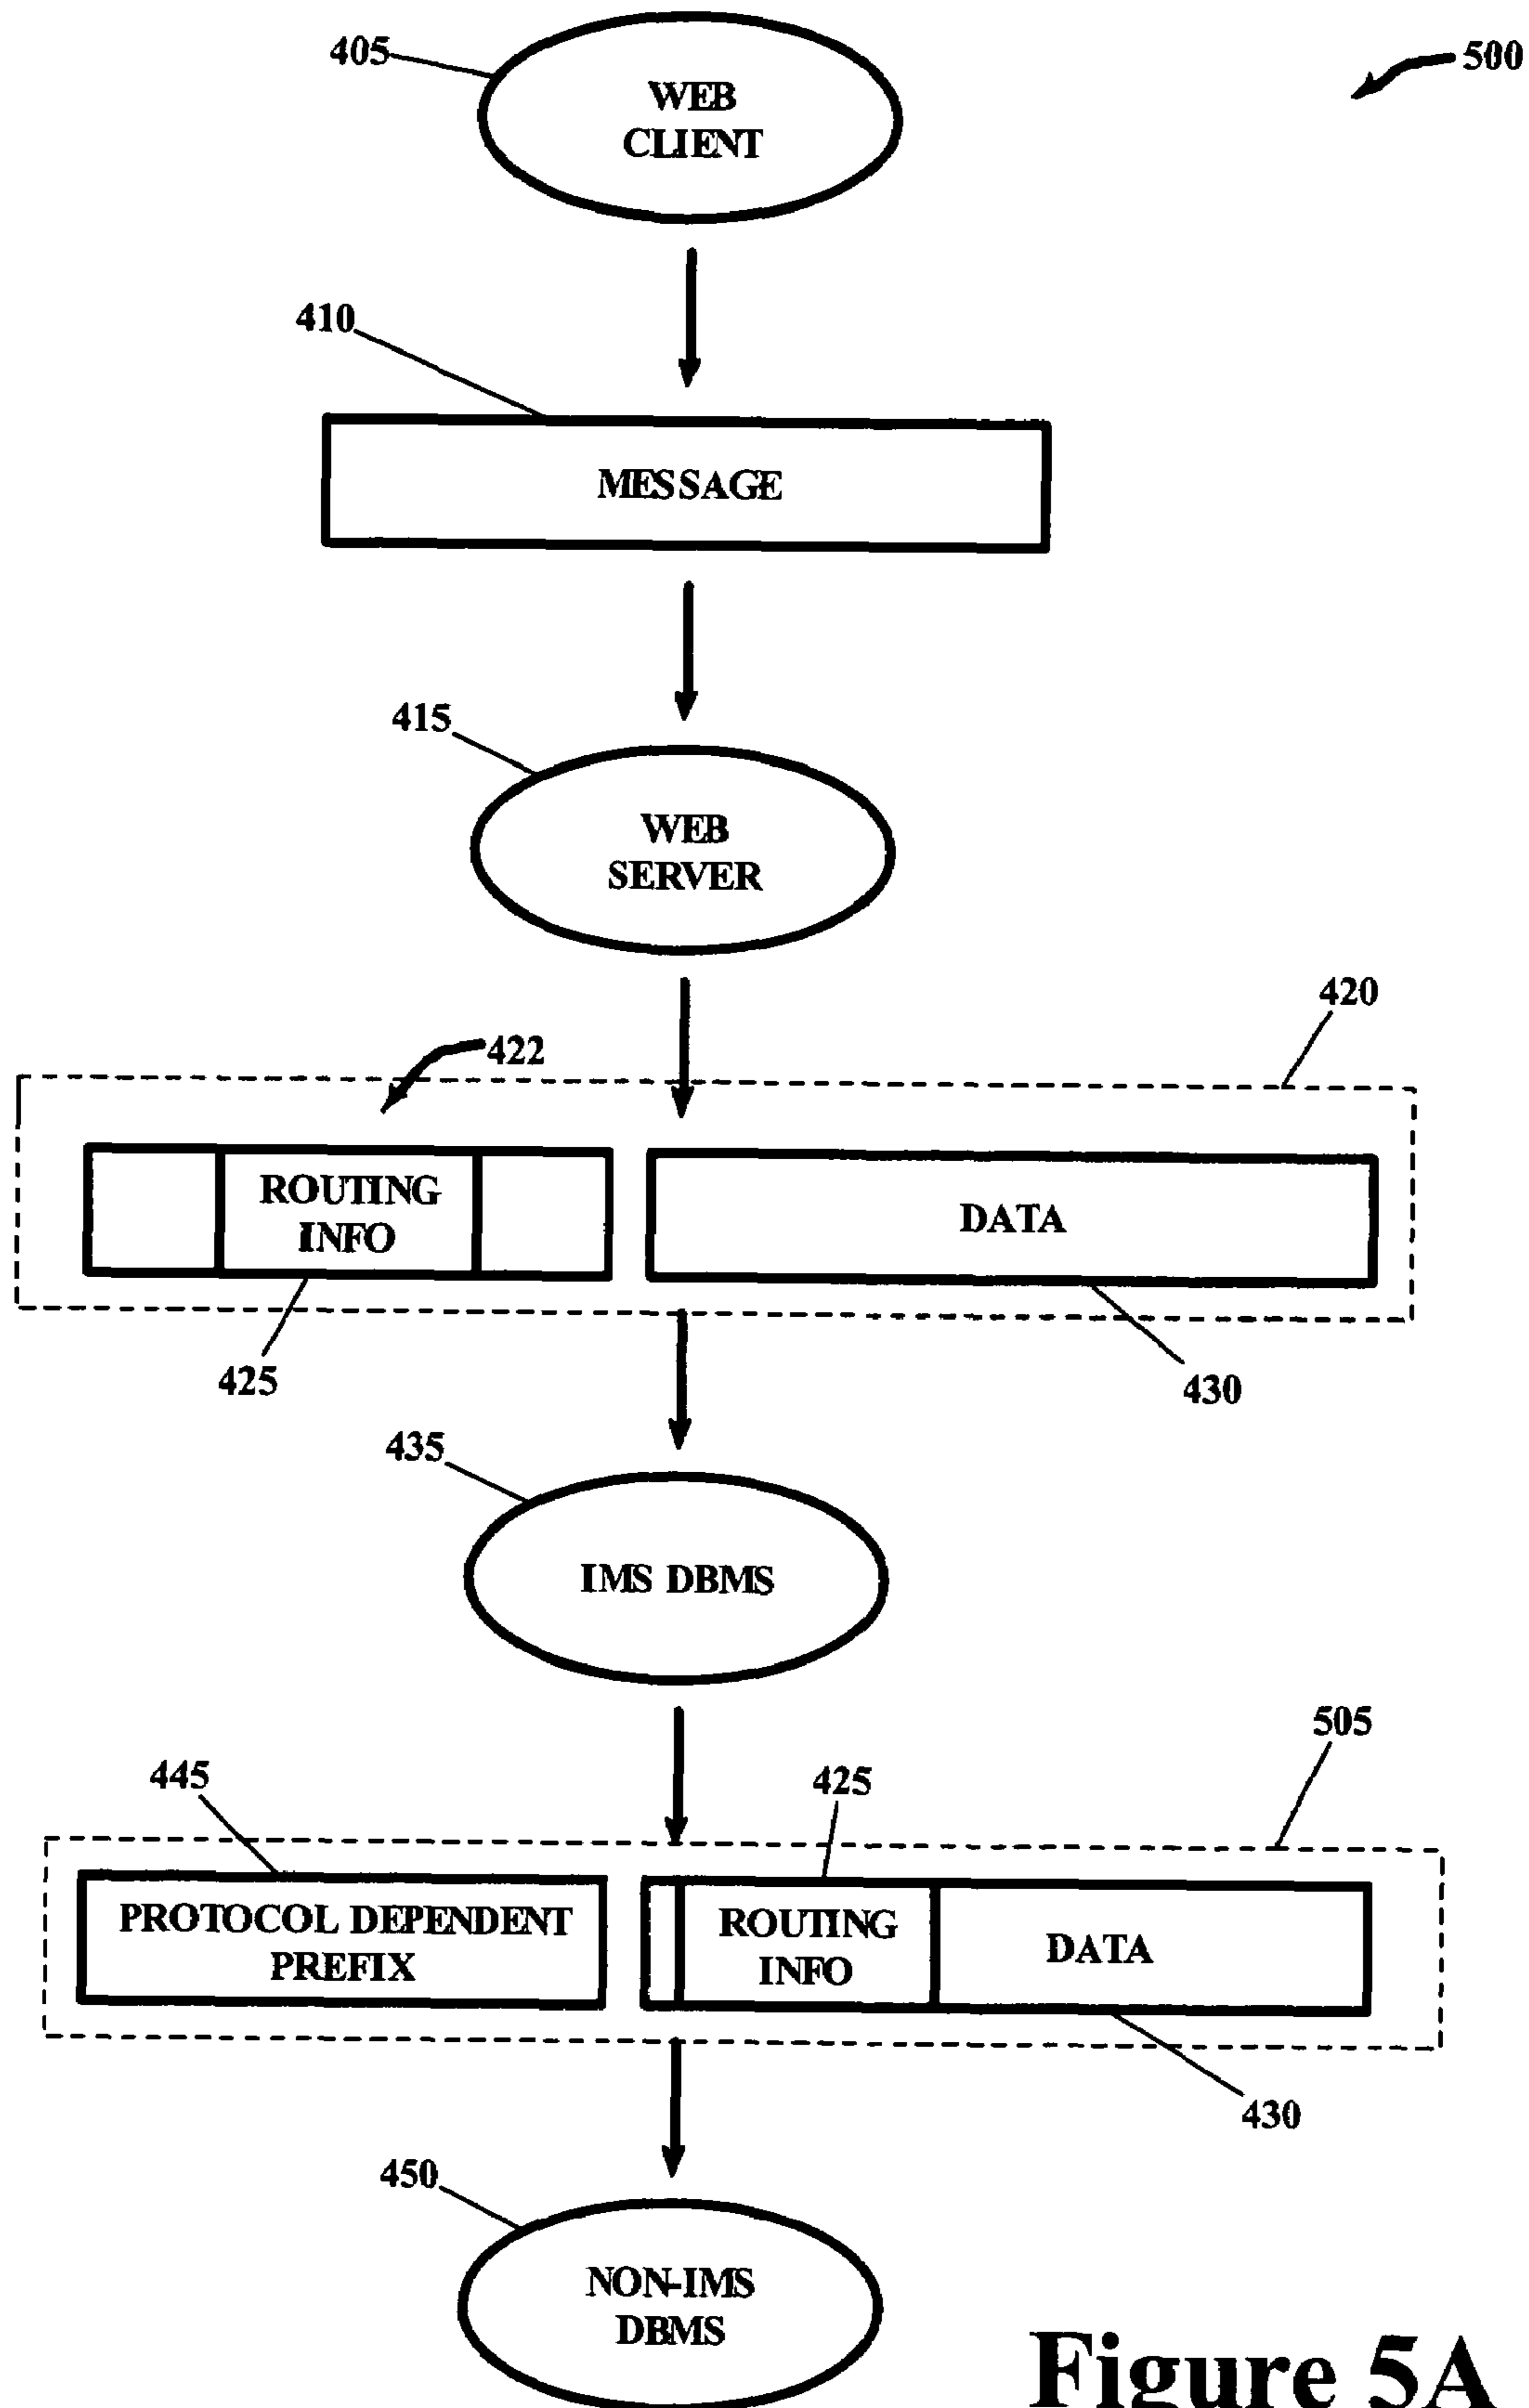 405
500
WEB
CLIENT
410
MESSAGE
415
WEB
SERVER
420
422
ROUTING
INFO
DATA
425
430
435
IMS DBMS
505
445
425
PROTOCOL DEPENDENT
PREFIX
ROUTING
INFO
DATA
430
450
NON-IMS
DBMS
Figure 5A